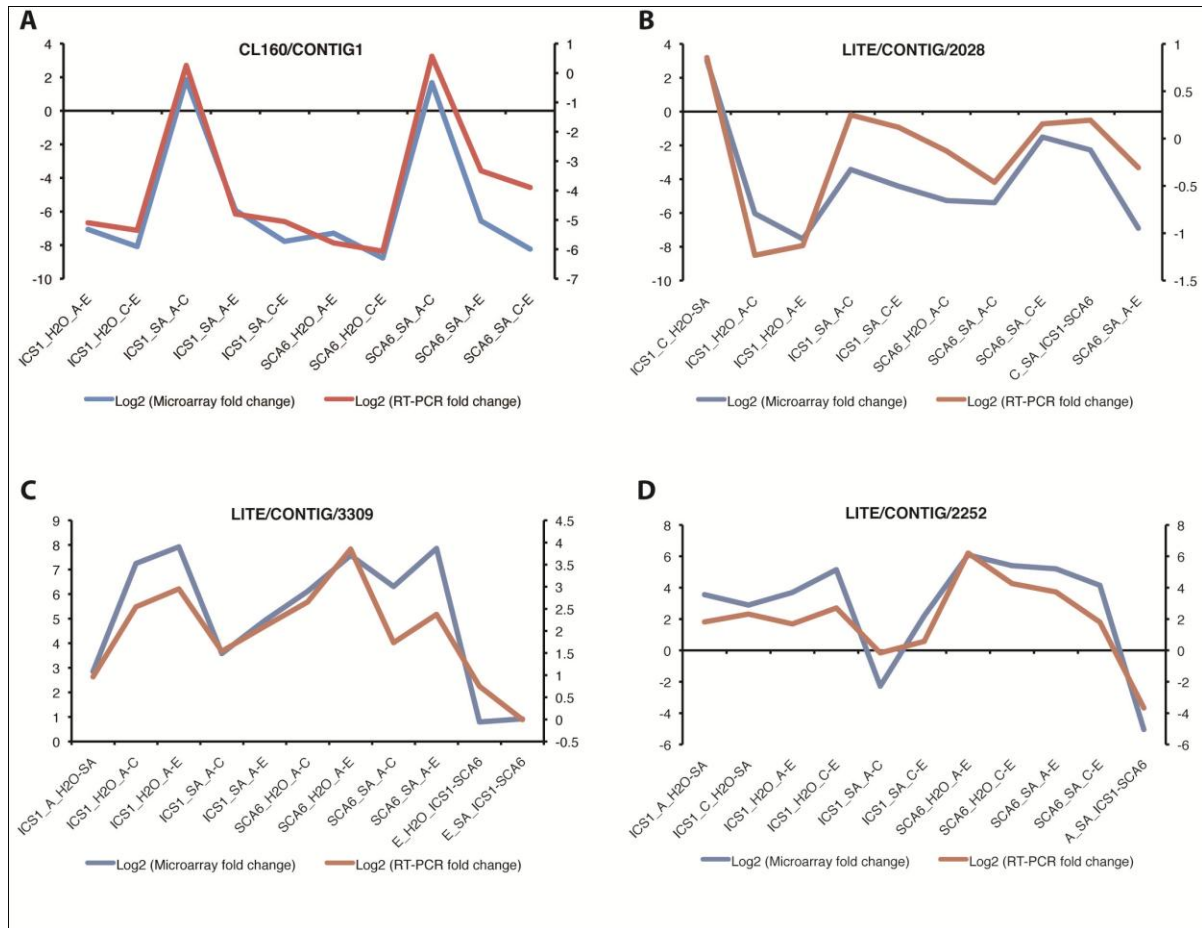 A
CL160/CONTIG1
4
2
0
-2
-4
-6
-8
-10
1
0
-1
-2
-3
-4
-5
-6
-7
ICS1_H2O_A-E
ICS1_H2O_C-E
ICS1_SA_A-C
ICS1_SA_A-E
ICS1_SA_C-E
SCA6_H2O_A-E
SCA6_H2O_C-E
SCA6_SA_A-C
SCA6_SA_A-E
SCA6_SA_C-E
Log2 (Microarray fold change) Log2 (RT-PCR fold change)
B
LITE/CONTIG/2028
4
2
0
-2
-4
-6
-8
-10
1
0.5
0
-0.5
-1
-1.5
ICS1_C_H2O-SA
ICS1_H2O_A-C
ICS1_H2O_A-E
ICS1_SA_A-C
ICS1_SA_C-E
SCA6_H2O_A-C
SCA6_SA_A-C
SCA6_SA_C-E
C_SA_ICS1-SCA6
SCA6_SA_A-E
Log2 (Microarray fold change) Log2 (RT-PCR fold change)
C
LITE/CONTIG/3309
9
8
7
6
5
4
3
2
1
0
4.5
4
3.5
3
2.5
2
1.5
1
0.5
0
-0.5
ICS1_A_H2O-SA
ICS1_H2O_A-C
ICS1_H2O_A-E
ICS1_SA_A-C
ICS1_SA_A-E
SCA6_H2O_A-C
SCA6_H2O_A-E
SCA6_SA_A-C
SCA6_SA_A-E
E_H2O_ICS1-SCA6
E_SA_ICS1-SCA6
Log2 (Microarray fold change) Log2 (RT-PCR fold change)
D
LITE/CONTIG/2252
8
6
4
2
0
-2
-4
-6
8
6
4
2
0
-2
-4
-6
ICS1_A_H2O-SA
ICS1_C_H2O-SA
ICS1_H2O_A-E
ICS1_H2O_C-E
ICS1_SA_A-C
ICS1_SA_C-E
SCA6_H2O_A-E
SCA6_H2O_C-E
SCA6_SA_A-E
SCA6_SA_C-E
A_SA_ICS1-SCA6
Log2 (Microarray fold change) Log2 (RT-PCR fold change)